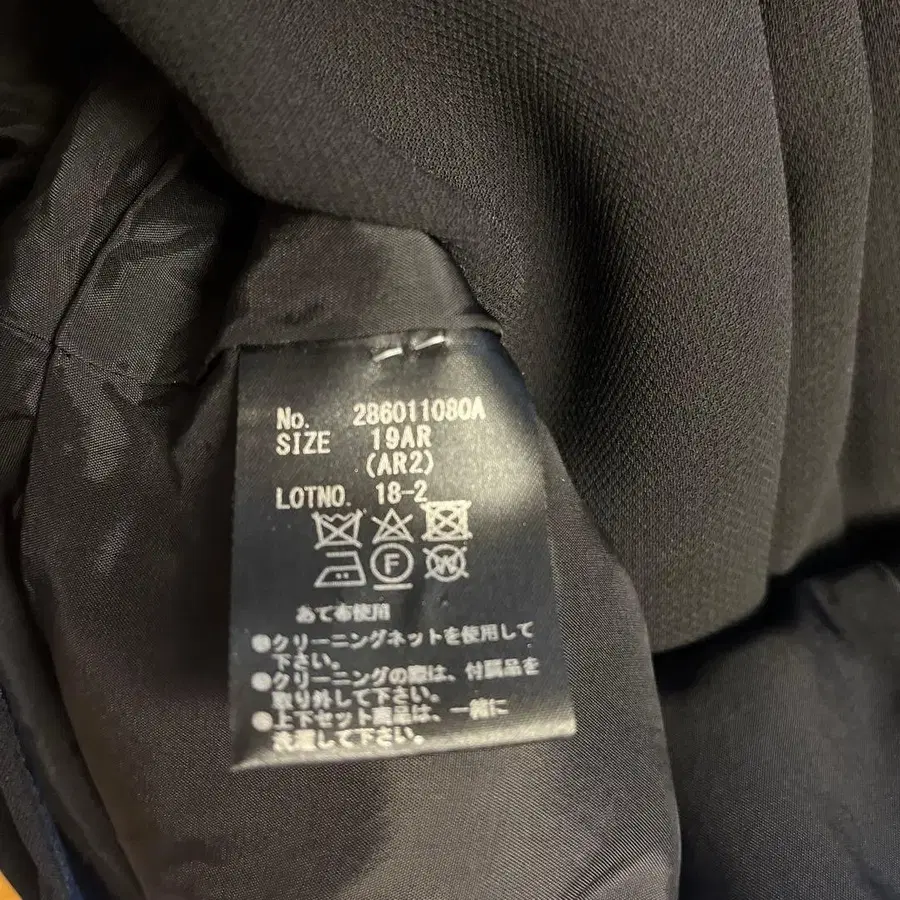 No. 286011080A
SIZE 19AR
(AR2)
LOTNO. 18-2
F W
あて布使用
●クリーニングネットを使用して
下さい。
●クリーニングの際は、付属品を
取り外して下さい。
●上下セット商品は、一緒に
洗濯して下さい。